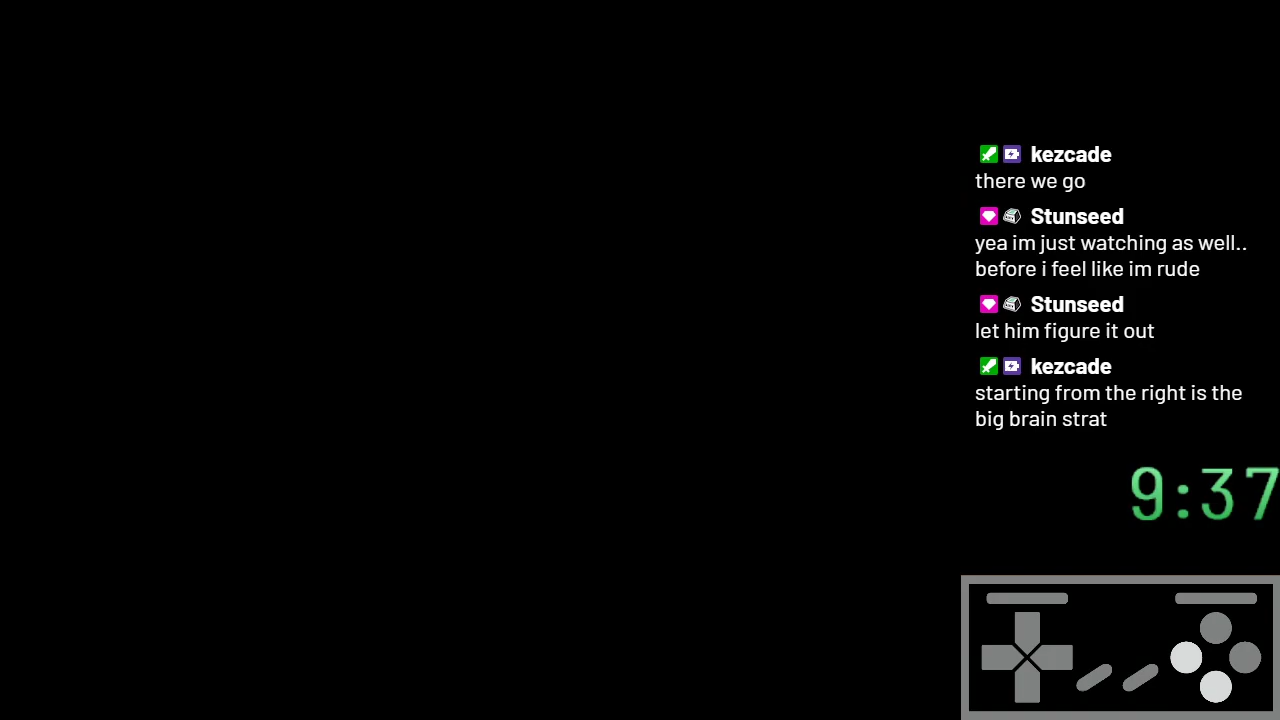 kezcade
there we go
Stunseed
yea im just watching as well..
before i feel like im rude
Stunseed
let him figure it out
kezcade
starting from the right is the
big brain strat
9:37